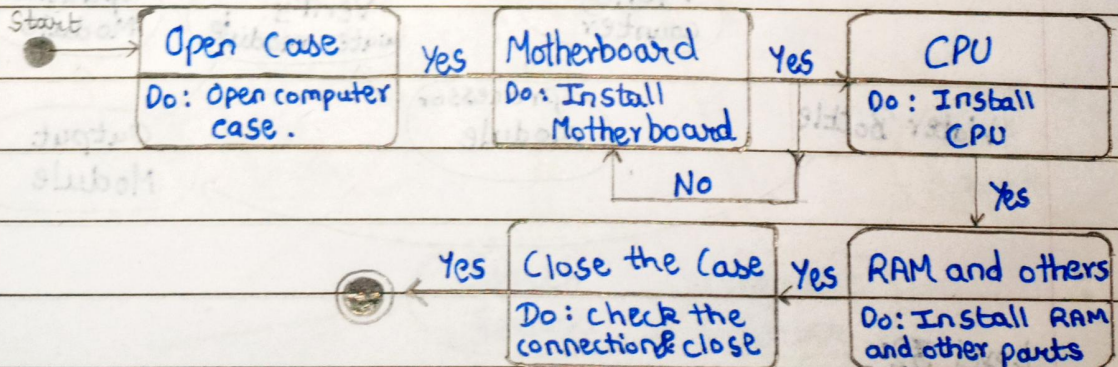 Start
Open Case
Do: Open computer
case.
Yes
Motherboard
Do: Install
Motherboard
Yes
No
CPU
Do: Install
CPU
Yes
RAM and others
Do: Install RAM
and other parts
Yes
Close the Case
Do: check the
connection & close
Yes